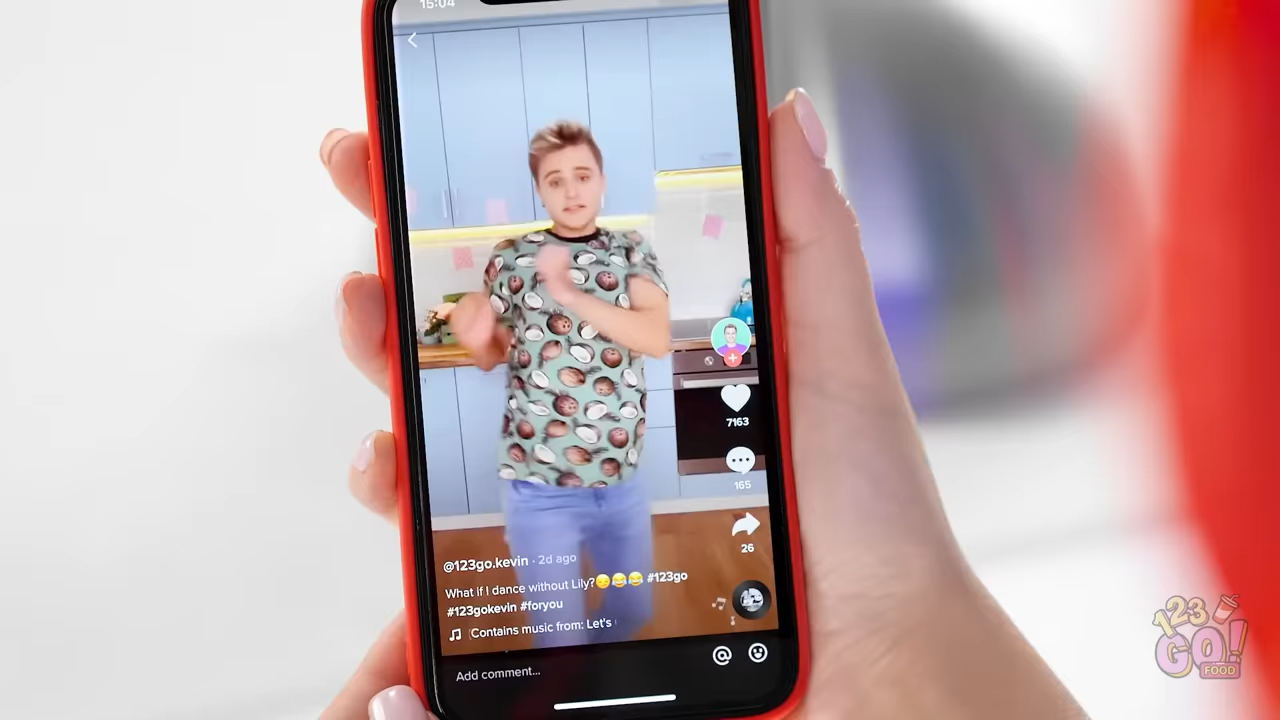 15:04
7163
165
26
@123go.kevin · 2d ago
What if I dance without Lily?😏😂😂 #123go
#123gokevin #foryou
Contains music from: Let's
Add comment...
123
GO!
FOOD